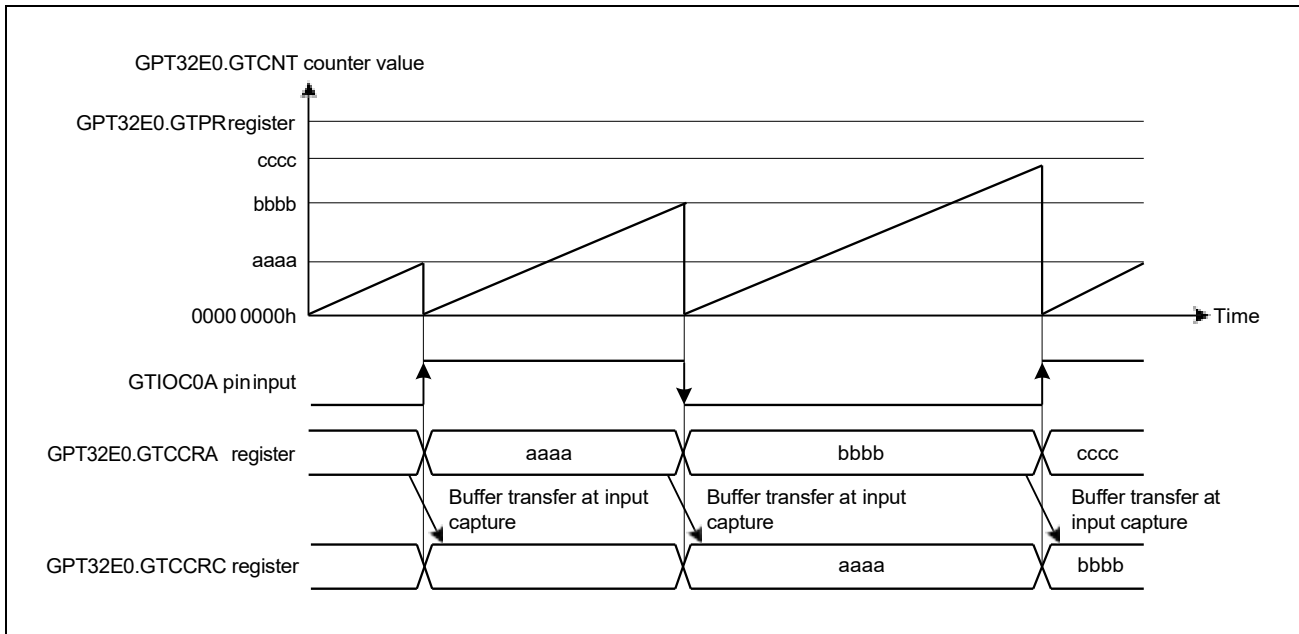 GPT32E0.GTCNT counter value
GPT32E0.GTPR register
cccc
bbbb
aaaa
0000 0000h
Time
GTIOC0A pin input
GPT32E0.GTCCRA register
aaaa
bbbb
cccc
Buffer transfer at input
capture
Buffer transfer at input
capture
Buffer transfer at
input capture
GPT32E0.GTCCRC register
aaaa
bbbb